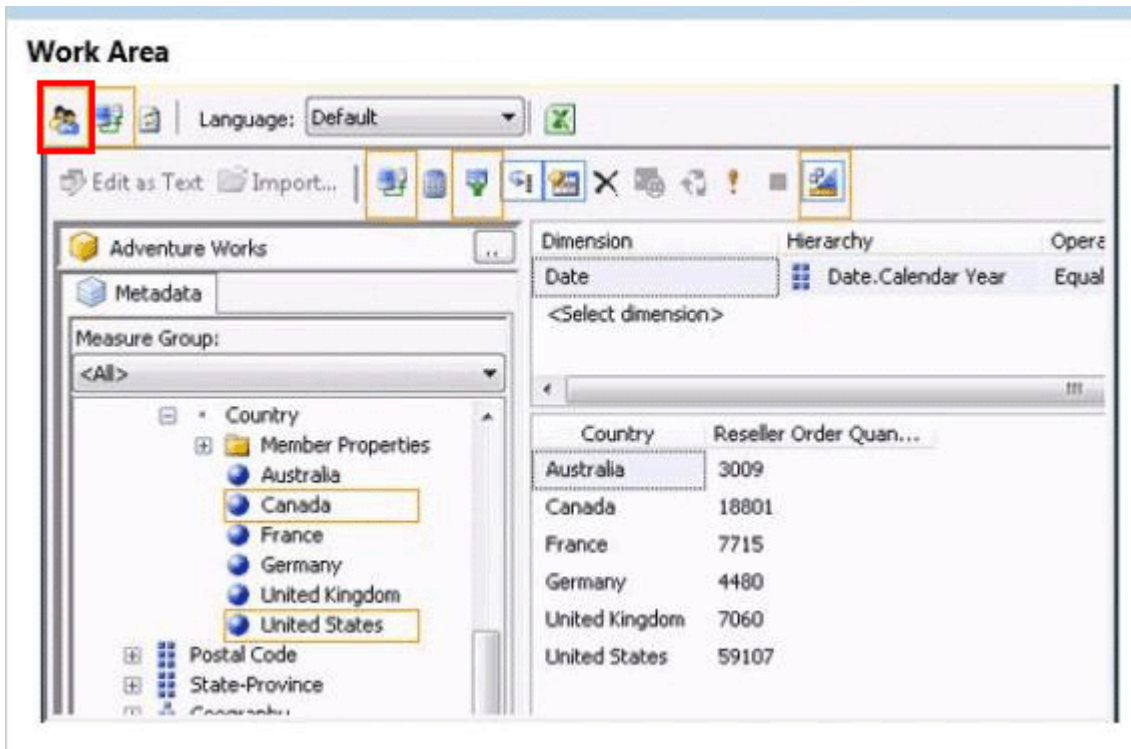 Work Area
Language: Default
Edit as Text Import...
Adventure Works ..
Metadata
Measure Group:
<All>
Country
Member Properties
Australia
Canada
France
Germany
United Kingdom
United States
Postal Code
State-Province
Dimension Hierarchy Opera
Date Date.Calendar Year Equal
<Select dimension>
Country Reseller Order Quan...
Australia 3009
Canada 18801
France 7715
Germany 4480
United Kingdom 7060
United States 59107